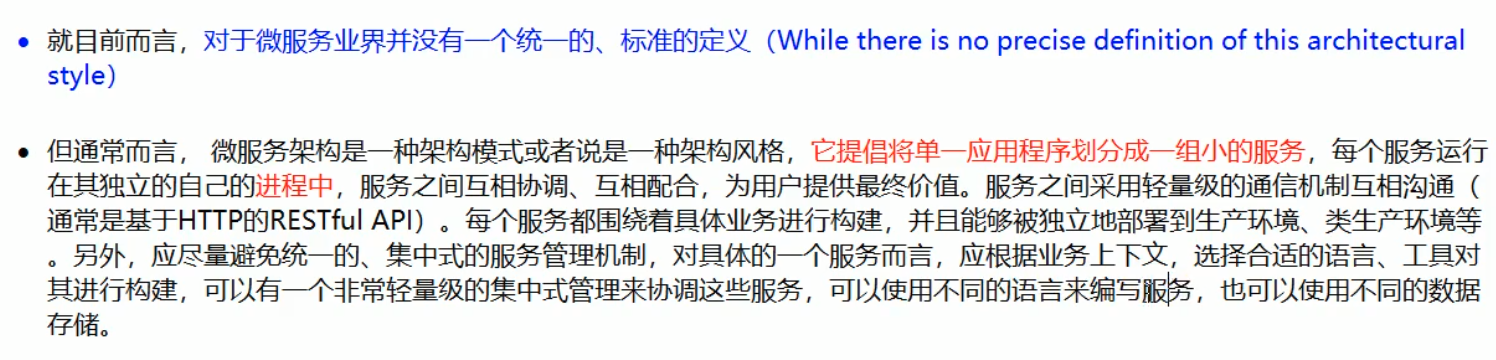 • 就目前而言，对于微服务业界并没有一个统一的、标准的定义（While there is no precise definition of this architectural
style）
• 但通常而言， 微服务架构是一种架构模式或者说是一种架构风格，它提倡将单一应用程序划分成一组小的服务，每个服务运行
在其独立的自己的进程中，服务之间互相协调、互相配合，为用户提供最终价值。服务之间采用轻量级的通信机制互相沟通（
通常是基于HTTP的RESTful API）。每个服务都围绕着具体业务进行构建，并且能够被独立地部署到生产环境、类生产环境等
。另外，应尽量避免统一的、集中式的服务管理机制，对具体的一个服务而言，应根据业务上下文，选择合适的语言、工具对
其进行构建，可以有一个非常轻量级的集中式管理来协调这些服务，可以使用不同的语言来编写服务，也可以使用不同的数据
存储。